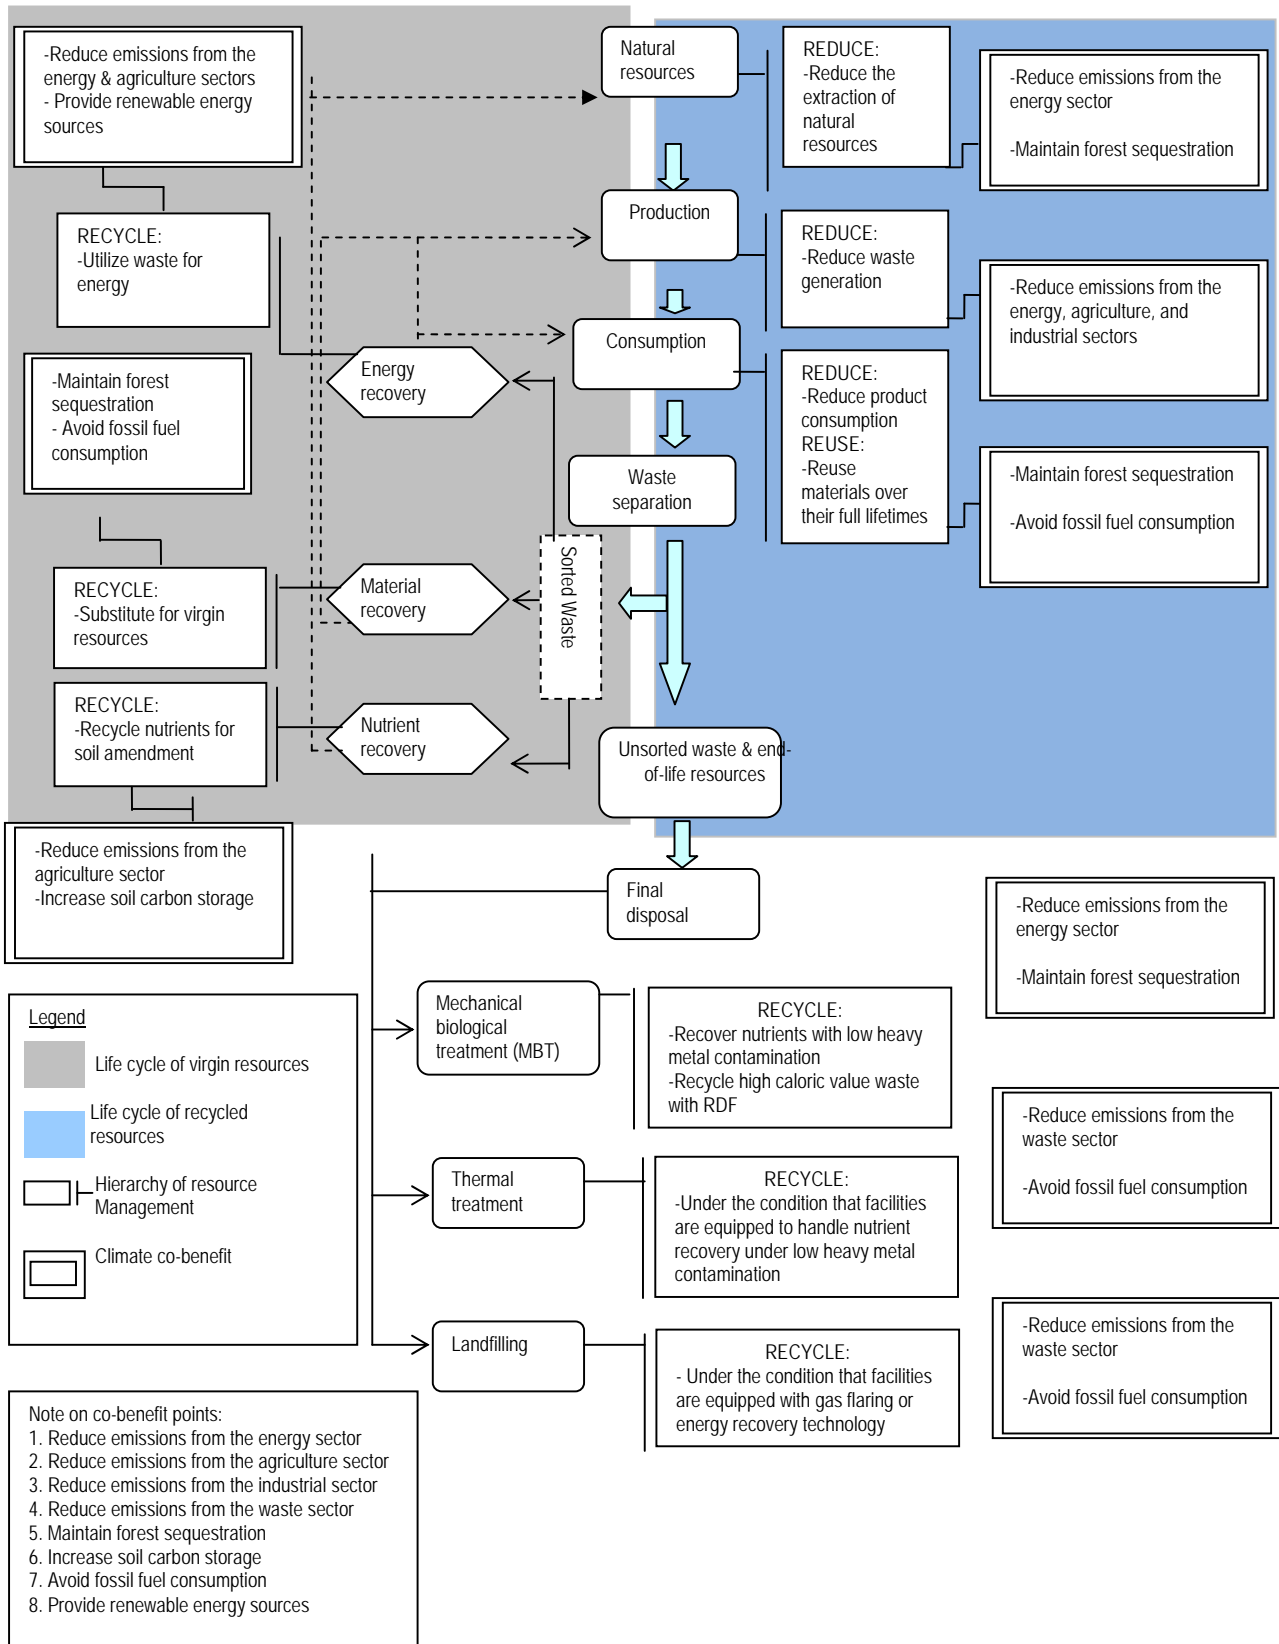 -Reduce emissions from the
energy & agriculture sectors
- Provide renewable energy
sources
Natural
resources
REDUCE:
-Reduce the
extraction of
natural
resources
-Reduce emissions from the
energy sector
-Maintain forest sequestration
RECYCLE:
-Utilize waste for
energy
Production
REDUCE:
-Reduce waste
generation
-Reduce emissions from the
energy, agriculture, and
industrial sectors
-Maintain forest
sequestration
- Avoid fossil fuel
consumption
Energy
recovery
Consumption
REDUCE:
-Reduce product
consumption
REUSE:
-Reuse
materials over
their full lifetimes
Waste
separation
-Maintain forest sequestration
-Avoid fossil fuel consumption
RECYCLE:
-Substitute for virgin
resources
Material
recovery
Sorted Waste
RECYCLE:
-Recycle nutrients for
soil amendment
Nutrient
recovery
Unsorted waste & end-
of-life resources
-Reduce emissions from the
agriculture sector
-Increase soil carbon storage
Final
disposal
-Reduce emissions from the
energy sector
-Maintain forest sequestration
Legend
Life cycle of virgin resources
Life cycle of recycled
resources
Hierarchy of resource
Management
Climate co-benefit
Mechanical
biological
treatment (MBT)
RECYCLE:
-Recover nutrients with low heavy
metal contamination
-Recycle high caloric value waste
with RDF
-Reduce emissions from the
waste sector
-Avoid fossil fuel consumption
Thermal
treatment
RECYCLE:
-Under the condition that facilities
are equipped to handle nutrient
recovery under low heavy metal
contamination
Landfilling
RECYCLE:
- Under the condition that facilities
are equipped with gas flaring or
energy recovery technology
-Reduce emissions from the
waste sector
-Avoid fossil fuel consumption
Note on co-benefit points:
1. Reduce emissions from the energy sector
2. Reduce emissions from the agriculture sector
3. Reduce emissions from the industrial sector
4. Reduce emissions from the waste sector
5. Maintain forest sequestration
6. Increase soil carbon storage
7. Avoid fossil fuel consumption
8. Provide renewable energy sources